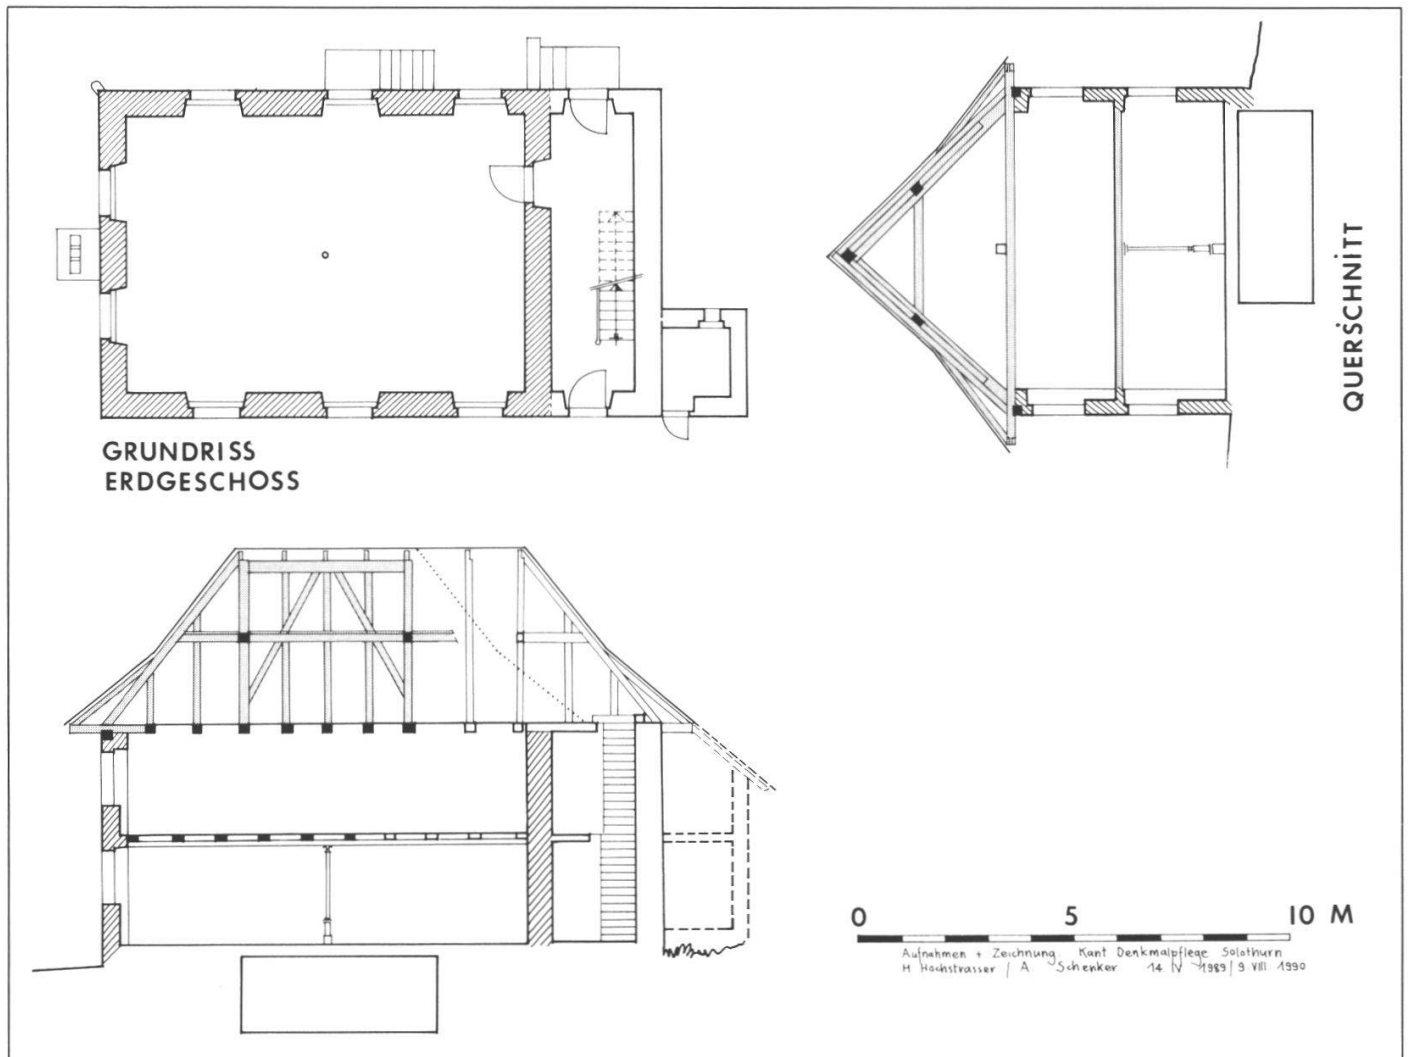 GRUNDRISS
ERDGESCHOSS
QUERSCHNITT
0 5 10 M
Aufnahmen + Zeichnung Kant Denkmalpflege Solothurn
M Hochstrasser / A. Schenker 14 IV 1989 / 9 VIII 1990